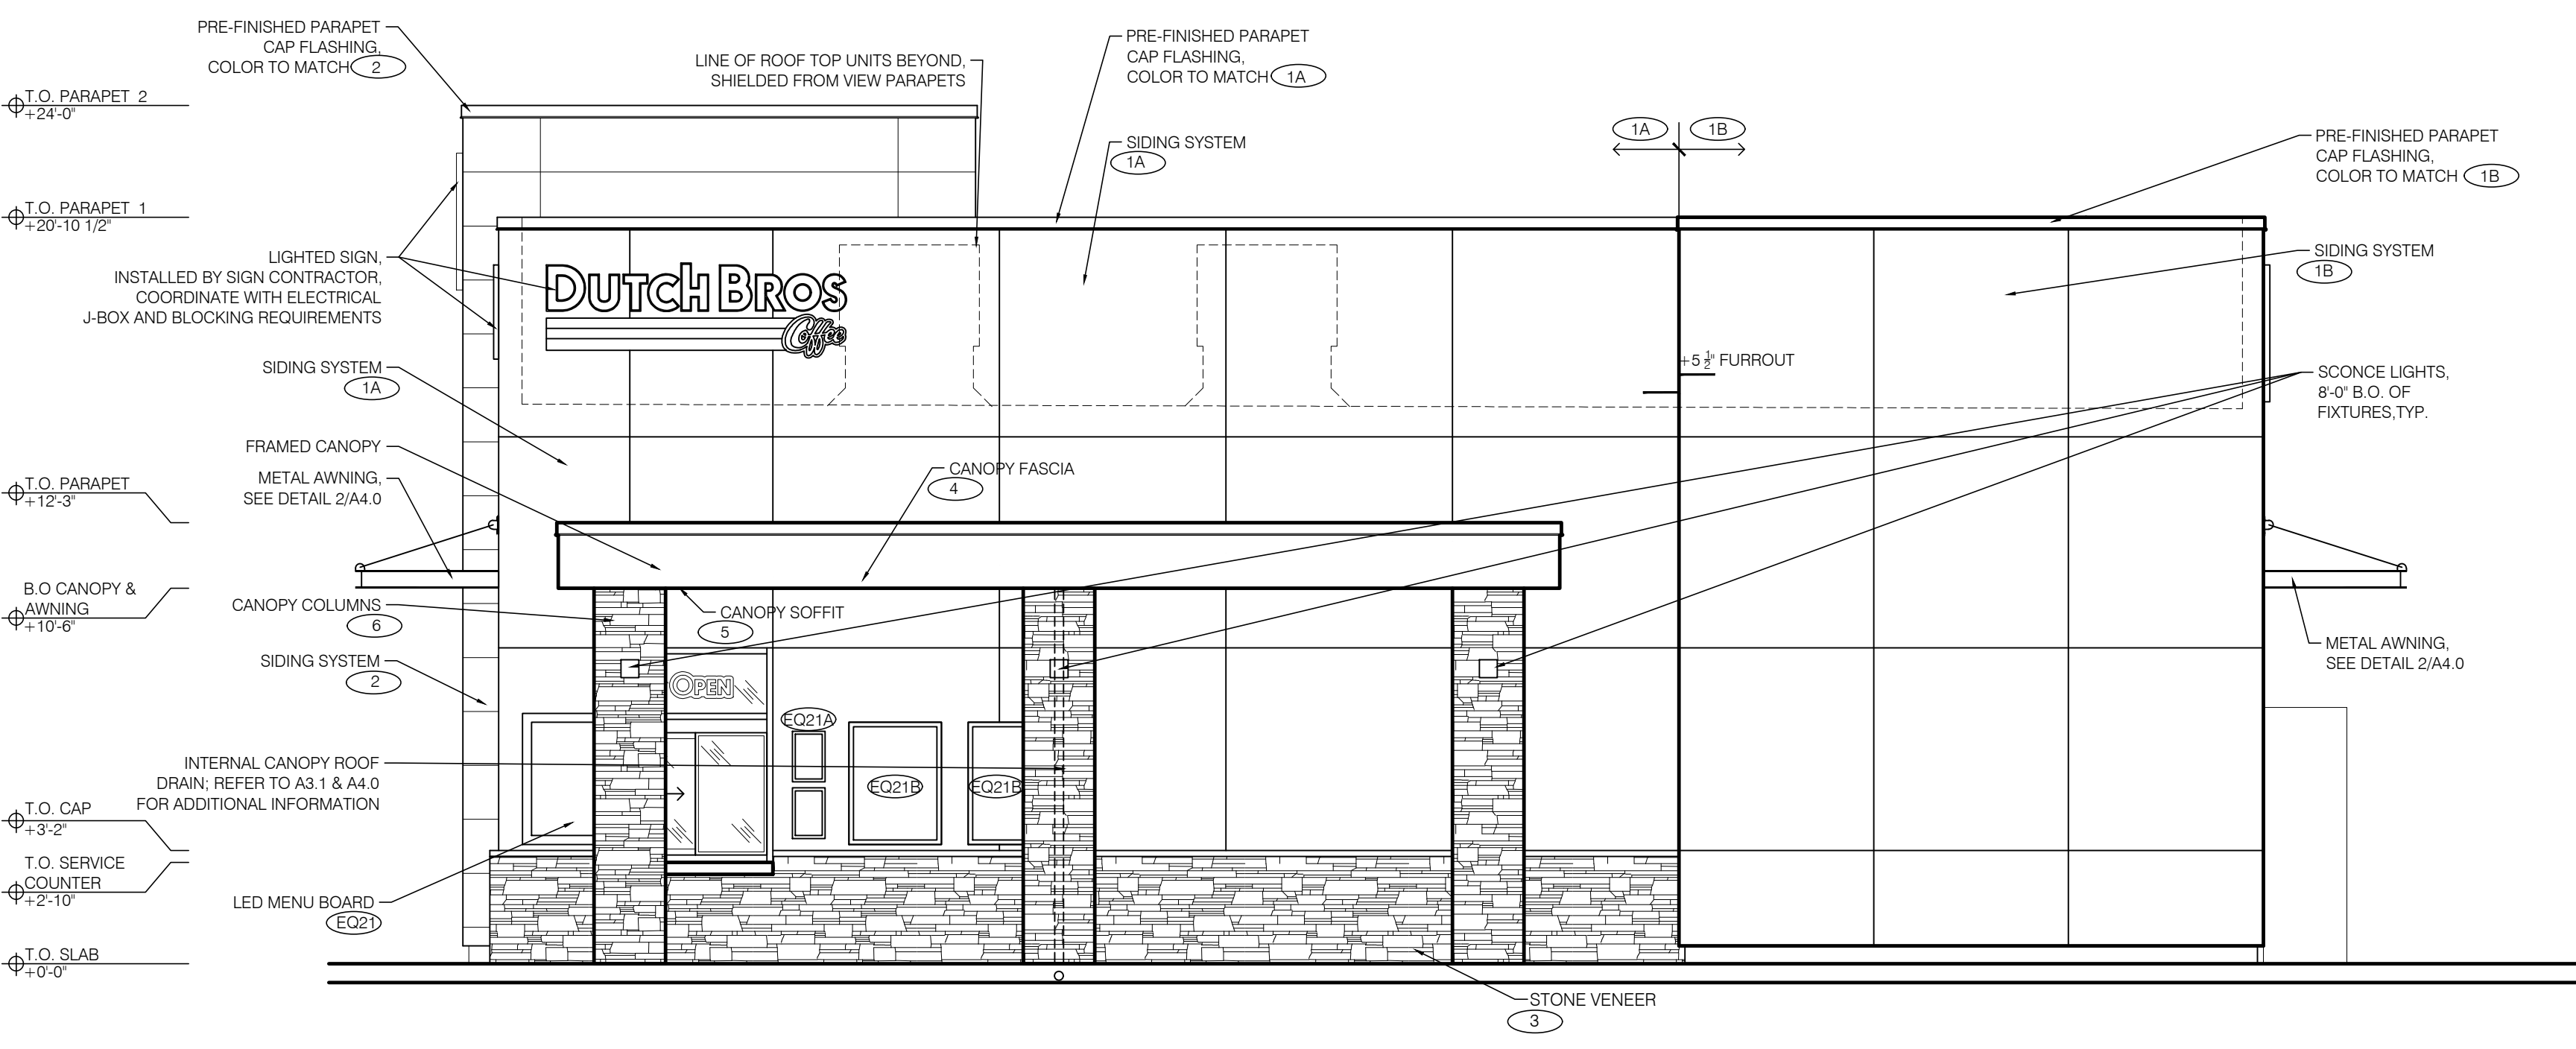 PRE-FINISHED PARAPET
CAP FLASHING,
COLOR TO MATCH 2
LINE OF ROOF TOP UNITS BEYOND,
SHIELDED FROM VIEW PARAPETS
PRE-FINISHED PARAPET
CAP FLASHING,
COLOR TO MATCH 1A
SIDING SYSTEM
1A
1A 1B
PRE-FINISHED PARAPET
CAP FLASHING,
COLOR TO MATCH 1B
SIDING SYSTEM
1B
T.O. PARAPET 2
+24'-0"
T.O. PARAPET 1
+20'-10 1/2"
LIGHTED SIGN,
INSTALLED BY SIGN CONTRACTOR,
COORDINATE WITH ELECTRICAL
J-BOX AND BLOCKING REQUIREMENTS
DUTCH BROS
Coffee
+5 1/2" FURROUT
SIDING SYSTEM
1A
SCONCE LIGHTS,
8'-0" B.O. OF
FIXTURES,TYP.
FRAMED CANOPY
METAL AWNING,
SEE DETAIL 2/A4.0
CANOPY FASCIA
4
T.O. PARAPET
+12'-3"
B.O CANOPY &
AWNING
+10'-6"
CANOPY COLUMNS
6
CANOPY SOFFIT
5
SIDING SYSTEM
2
METAL AWNING,
SEE DETAIL 2/A4.0
OPEN
EQ21A
EQ21B
EQ21B
INTERNAL CANOPY ROOF
DRAIN; REFER TO A3.1 & A4.0
FOR ADDITIONAL INFORMATION
T.O. CAP
+3'-2"
T.O. SERVICE
COUNTER
+2'-10"
LED MENU BOARD
EQ21
T.O. SLAB
+0'-0"
STONE VENEER
3